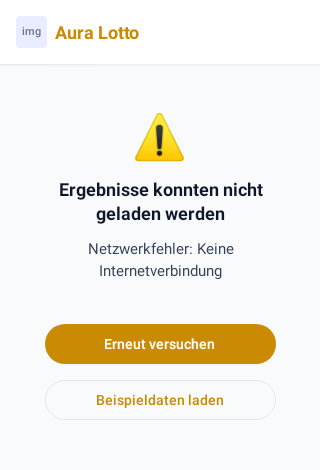 img
Aura Lotto
Ergebnisse konnten nicht
geladen werden
Netzwerkfehler: Keine
Internetverbindung
Erneut versuchen
Beispieldaten laden